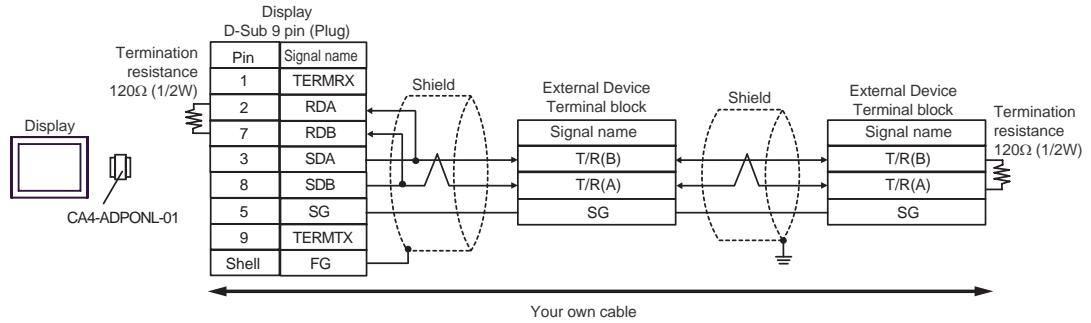 Display
D-Sub 9 pin (Plug)
Termination
resistance
120Ω (1/2W)
Pin Signal name
1 TERMRX
2 RDA
7 RDB
3 SDA
8 SDB
5 SG
9 TERMTX
Shell FG
Display
CA4-ADPONL-01
Shield
External Device
Terminal block
Signal name
T/R(B)
T/R(A)
SG
Shield
External Device
Terminal block
Signal name
T/R(B)
T/R(A)
SG
Termination
resistance
120Ω (1/2W)
Your own cable